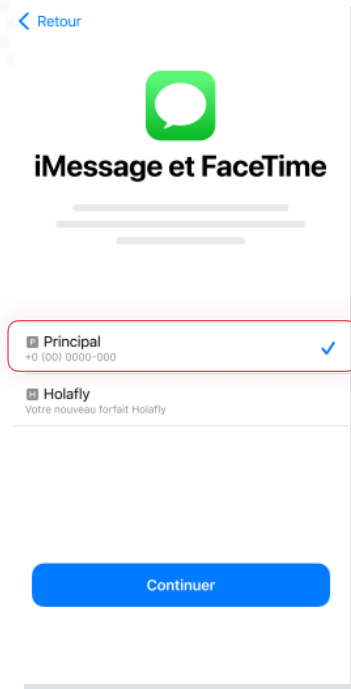 Retour
iMessage et FaceTime
P Principal
+0 (00) 0000-000
H Holafly
Votre nouveau forfait Holafly
Continuer